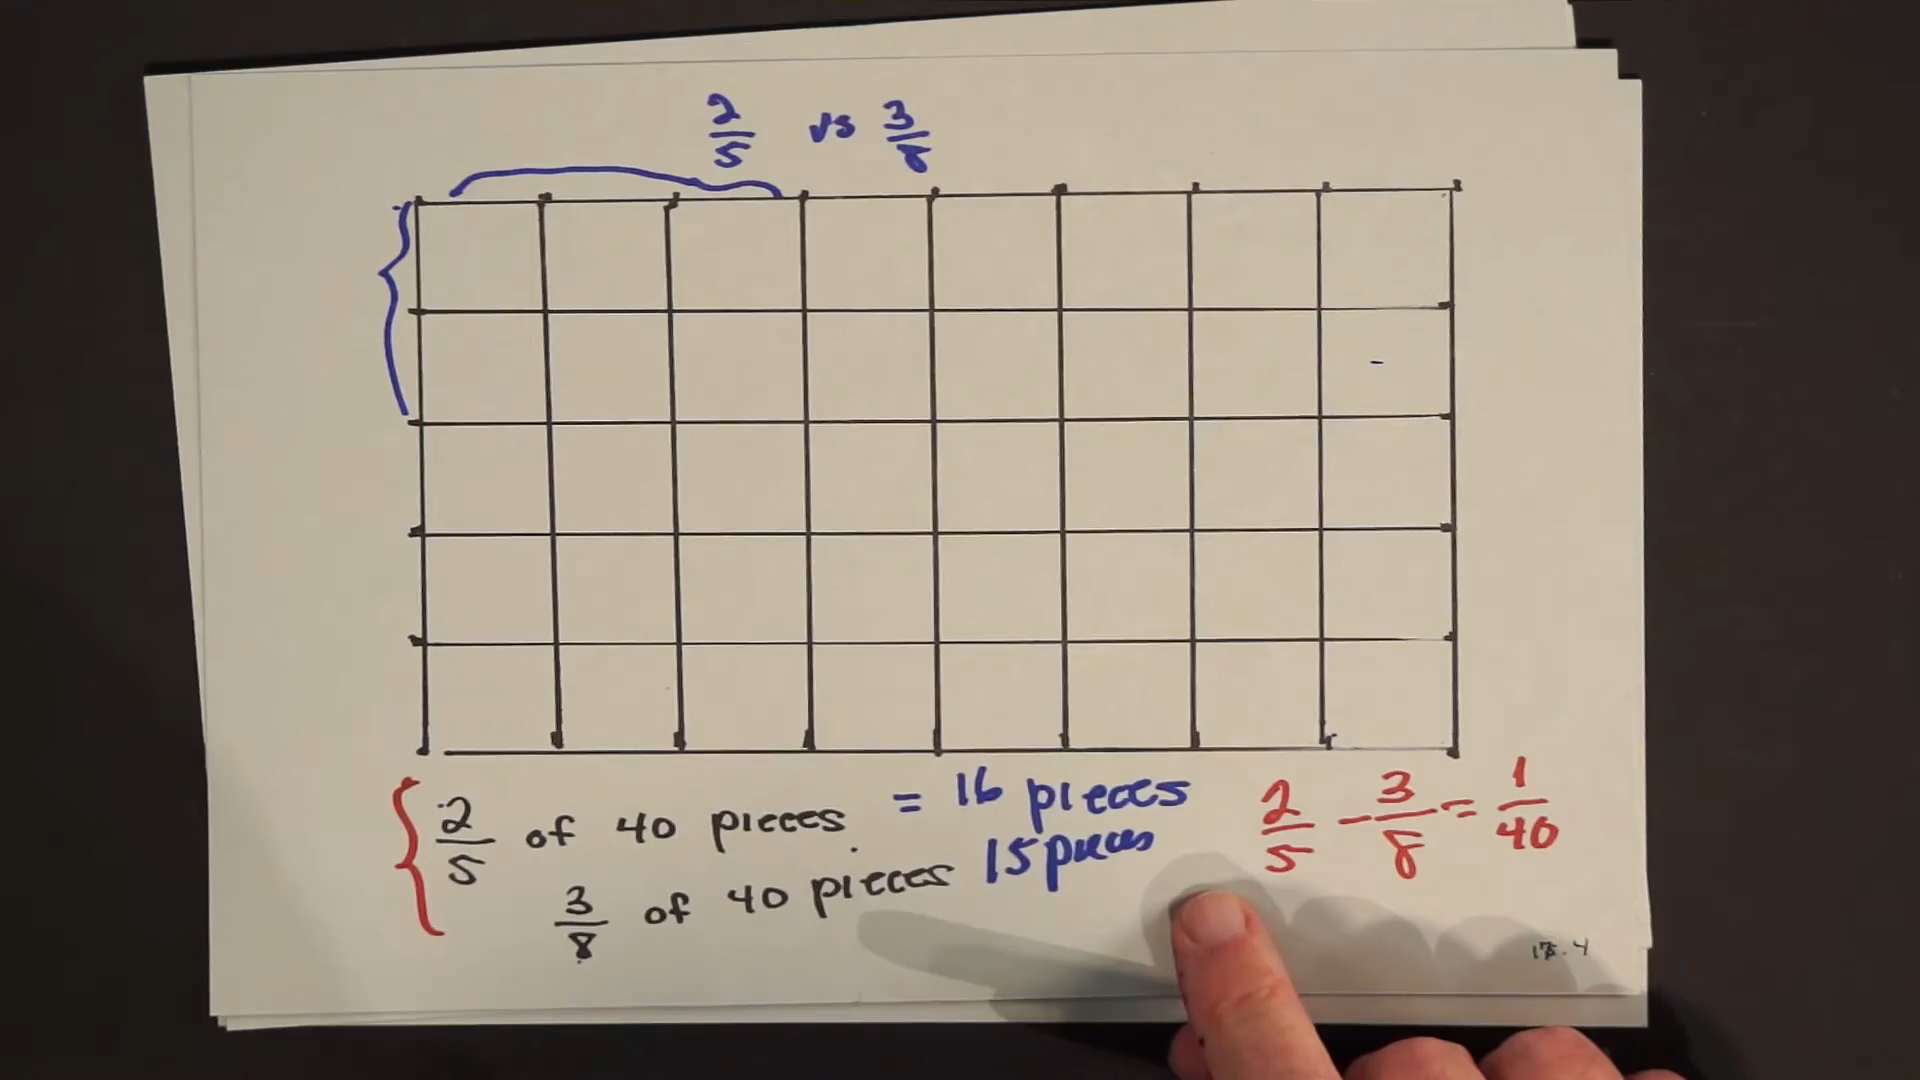 2/5 vs 3/8
2/5 of 40 pieces = 16 pieces
3/8 of 40 pieces 15 pieces
2/5 - 3/8 = 1/40